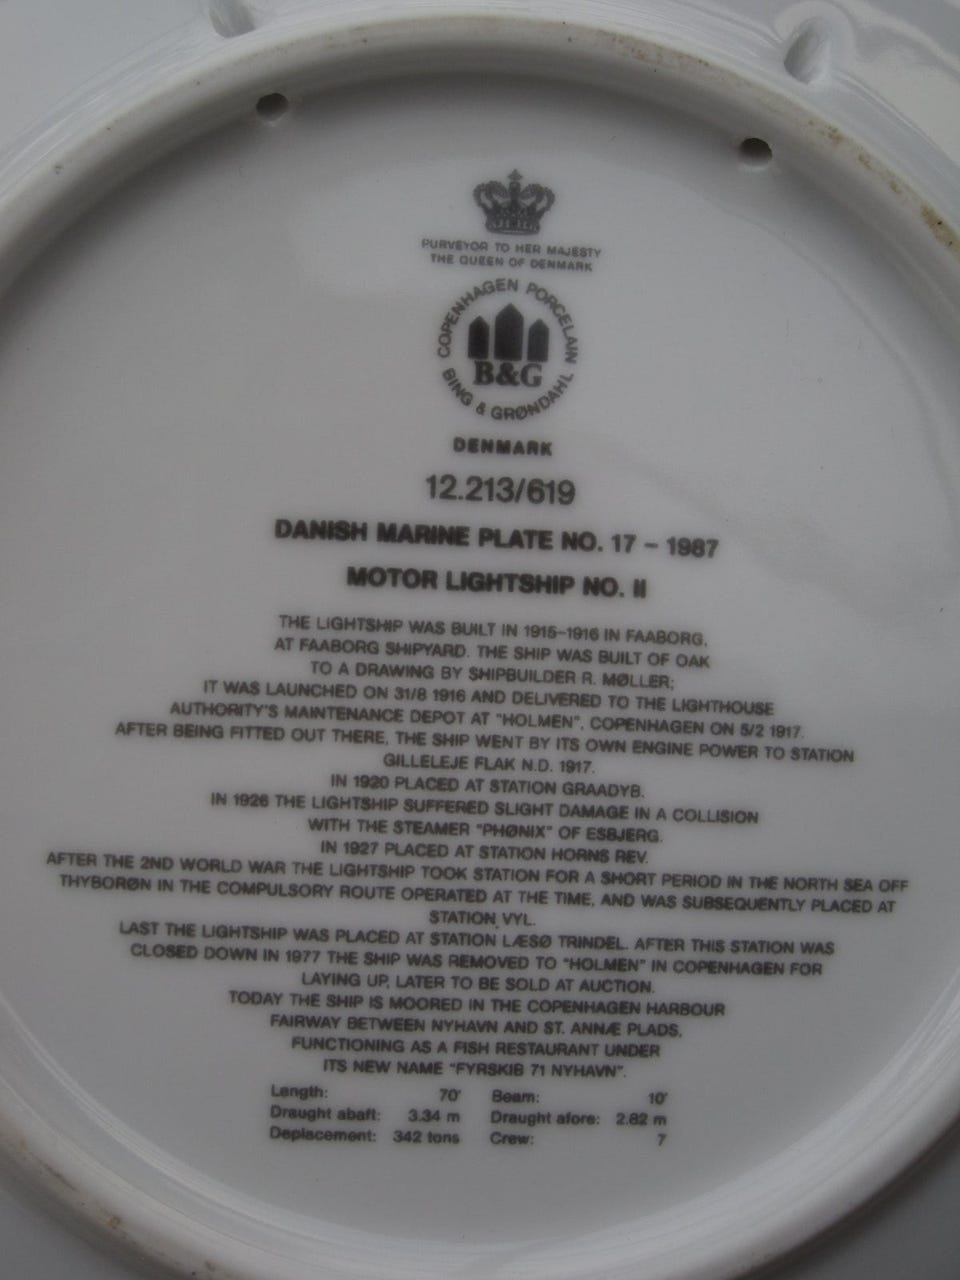 PURVEYOR TO HER MAJESTY
THE QUEEN OF DENMARK
COPENHAGEN PORCELAIN
B&G
BING & GRØNDAHL
DENMARK
12.213/619
DANISH MARINE PLATE NO. 17 – 1987
MOTOR LIGHTSHIP NO. II
THE LIGHTSHIP WAS BUILT IN 1915–1916 IN FAABORG,
AT FAABORG SHIPYARD. THE SHIP WAS BUILT OF OAK
TO A DRAWING BY SHIPBUILDER R. MØLLER;
IT WAS LAUNCHED ON 31/8 1916 AND DELIVERED TO THE LIGHTHOUSE
AUTHORITY'S MAINTENANCE DEPOT AT "HOLMEN", COPENHAGEN ON 5/2 1917.
AFTER BEING FITTED OUT THERE, THE SHIP WENT BY ITS OWN ENGINE POWER TO STATION
GILLELEJE FLAK N.D. 1917.
IN 1920 PLACED AT STATION GRAADYB.
IN 1926 THE LIGHTSHIP SUFFERED SLIGHT DAMAGE IN A COLLISION
WITH THE STEAMER "PHØNIX" OF ESBJERG.
IN 1927 PLACED AT STATION HORNS REV.
AFTER THE 2ND WORLD WAR THE LIGHTSHIP TOOK STATION FOR A SHORT PERIOD IN THE NORTH SEA OFF
THYBORØN IN THE COMPULSORY ROUTE OPERATED AT THE TIME, AND WAS SUBSEQUENTLY PLACED AT
STATION VYL.
LAST THE LIGHTSHIP WAS PLACED AT STATION LÆSØ TRINDEL. AFTER THIS STATION WAS
CLOSED DOWN IN 1977 THE SHIP WAS REMOVED TO "HOLMEN" IN COPENHAGEN FOR
LAYING UP, LATER TO BE SOLD AT AUCTION.
TODAY THE SHIP IS MOORED IN THE COPENHAGEN HARBOUR
FAIRWAY BETWEEN NYHAVN AND ST. ANNÆ PLADS,
FUNCTIONING AS A FISH RESTAURANT UNDER
ITS NEW NAME "FYRSKIB 71 NYHAVN".
Length: 70' Beam: 10'
Draught abaft: 3.34 m Draught afore: 2.82 m
Deplacement: 342 tons Crew: 7